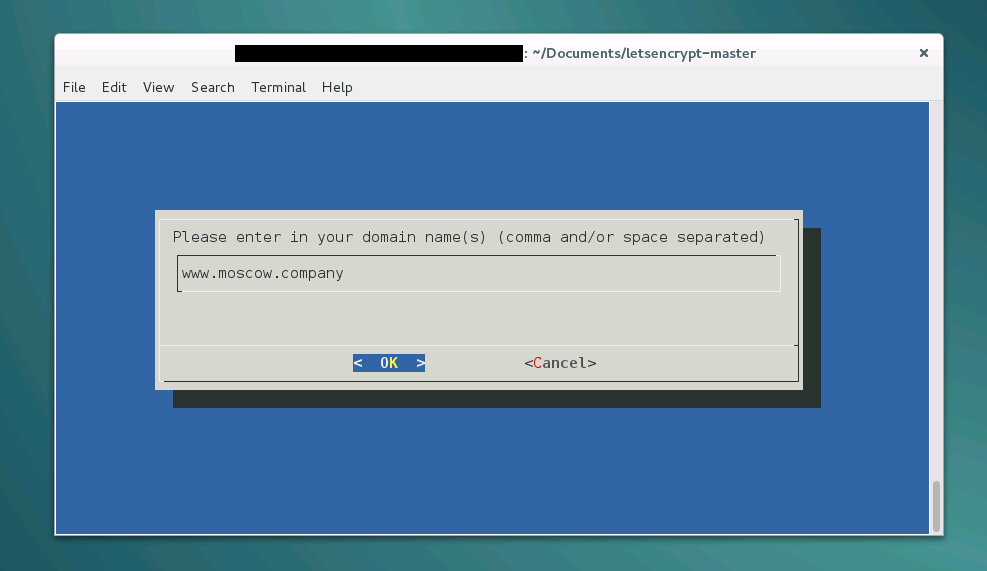 : ~/Documents/letsencrypt-master ×
File Edit View Search Terminal Help
Please enter in your domain name(s) (comma and/or space separated)
www.moscow.company
< OK > <Cancel>